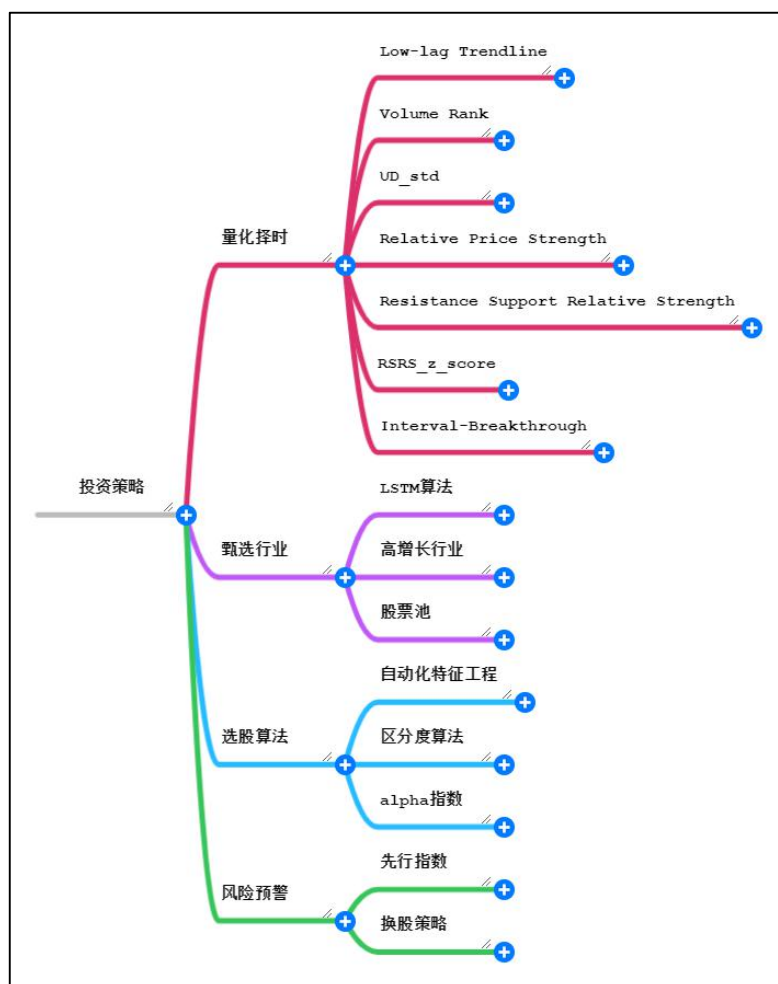 投资策略
量化择时
Low-lag Trendline
Volume Rank
UD_std
Relative Price Strength
Resistance Support Relative Strength
RSRS_z_score
Interval-Breakthrough
甄选行业
LSTM算法
高增长行业
股票池
选股算法
自动化特征工程
区分度算法
alpha指数
风险预警
先行指数
换股策略